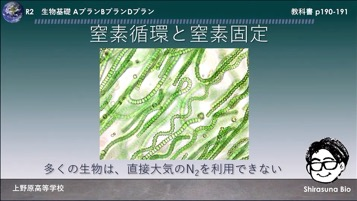 R2 生物基礎 AプランBプランDプラン 教科書 p190-191
窒素循環と窒素固定
多くの生物は、直接大気のN₂を利用できない
上野原高等学校 Shirasuna Bio